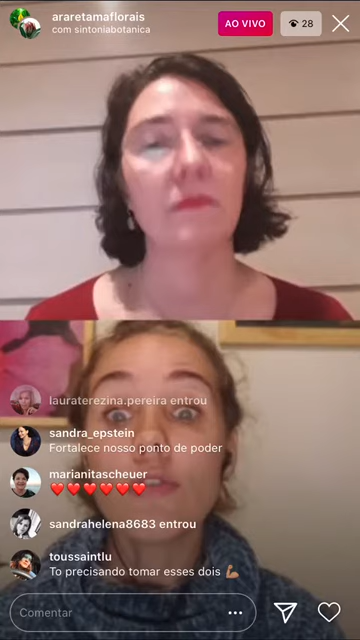 araretamaflorais
com sintoniabotanica
AO VIVO
28
lauraterezina.pereira entrou
sandra_epstein
Fortalece nosso ponto de poder
marianitascheuer
❤️❤️❤️❤️❤️❤️
sandrahelena8683 entrou
toussaintlu
To precisando tomar esses dois 💪🏼
Comentar